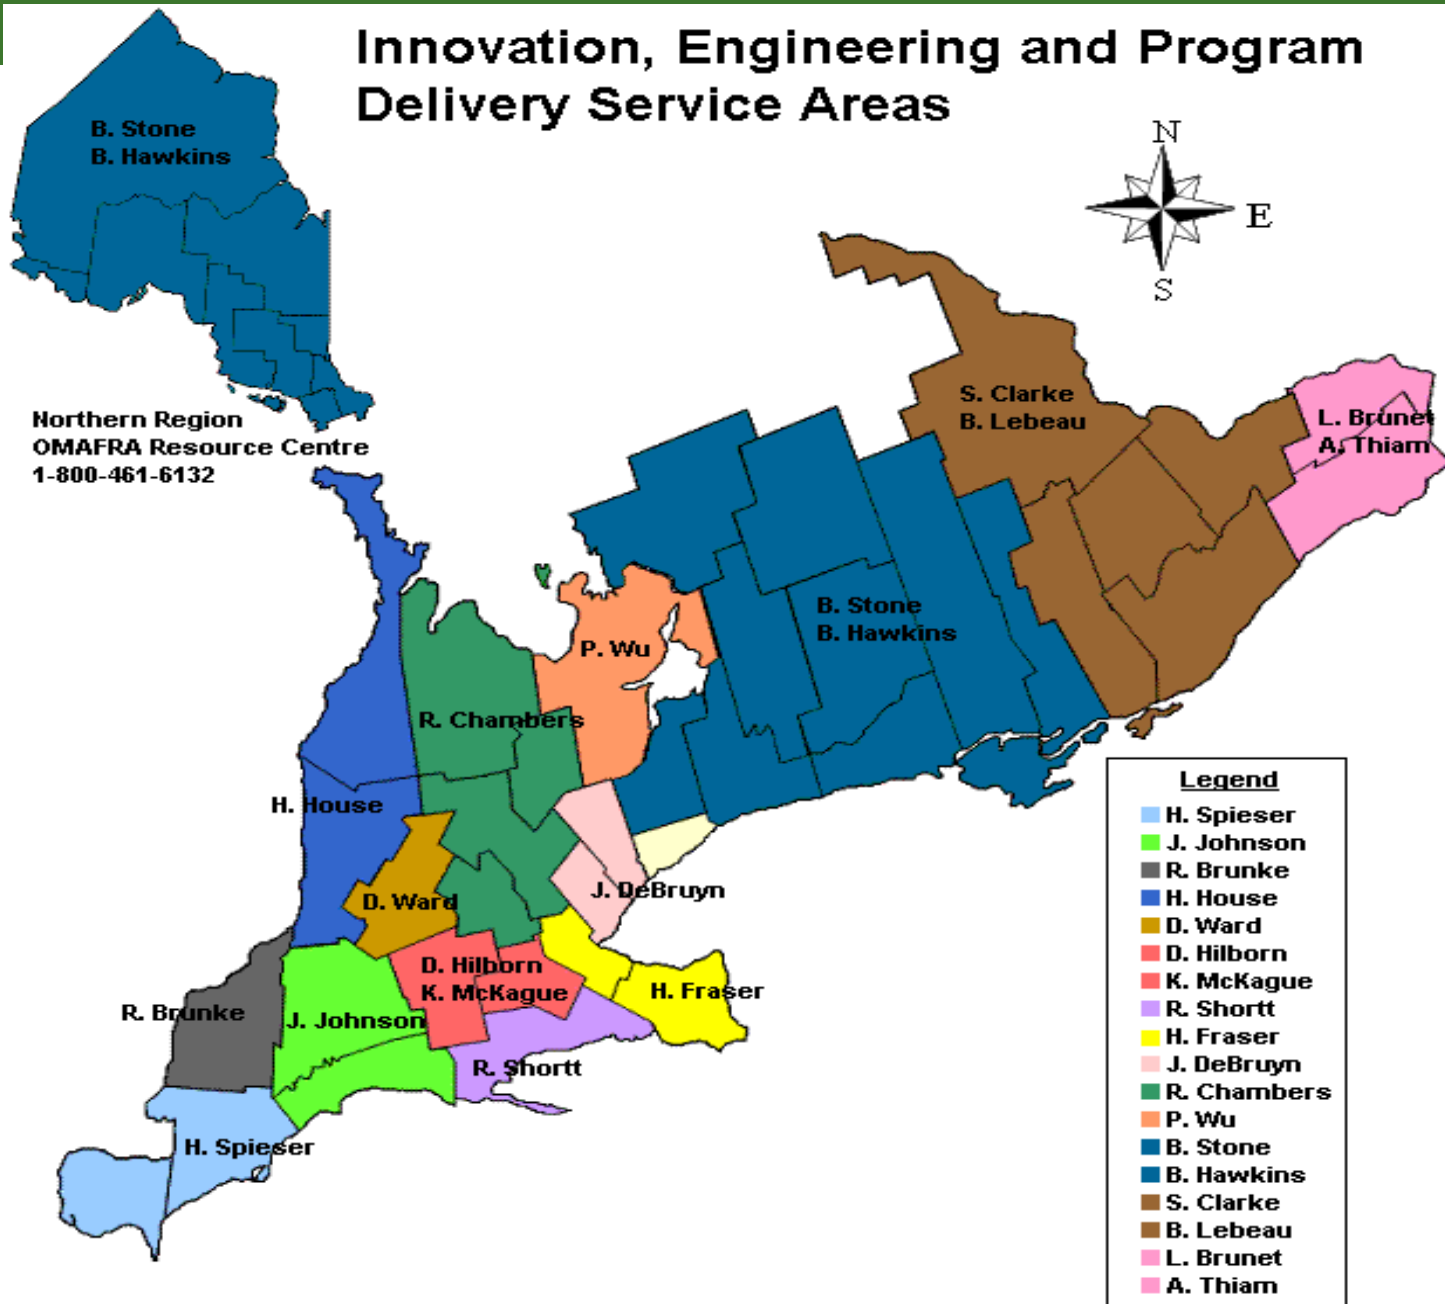 Innovation, Engineering and Program
Delivery Service Areas
B. Stone
B. Hawkins
N
E
S
Northern Region
OMAFRA Resource Centre
1-800-461-6132
S. Clarke
B. Lebeau
L. Brunet
A. Thiam
B. Stone
B. Hawkins
P. Wu
R. Chambers
H. House
D. Ward
J. DeBruyn
D. Hilborn
K. McKague
H. Fraser
R. Brunke
J. Johnson
R. Shortt
H. Spieser
Legend
H. Spieser
J. Johnson
R. Brunke
H. House
D. Ward
D. Hilborn
K. McKague
R. Shortt
H. Fraser
J. DeBruyn
R. Chambers
P. Wu
B. Stone
B. Hawkins
S. Clarke
B. Lebeau
L. Brunet
A. Thiam